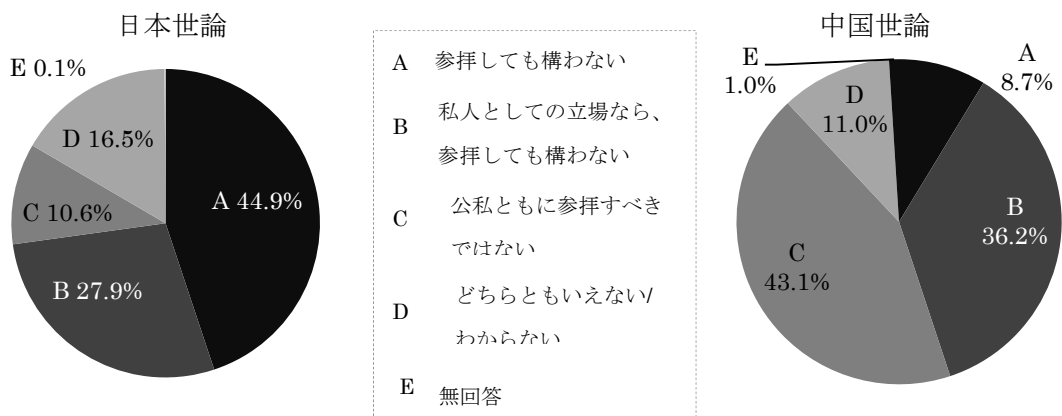 日本世論
E 0.1%
D 16.5%
C 10.6%
B 27.9%
A 44.9%
A 参拝しても構わない
B 私人としての立場なら、
参拝しても構わない
C 公私ともに参拝すべき
ではない
D どちらともいえない/
わからない
E 無回答
中国世論
E
1.0%
A
8.7%
D
11.0%
B
36.2%
C
43.1%